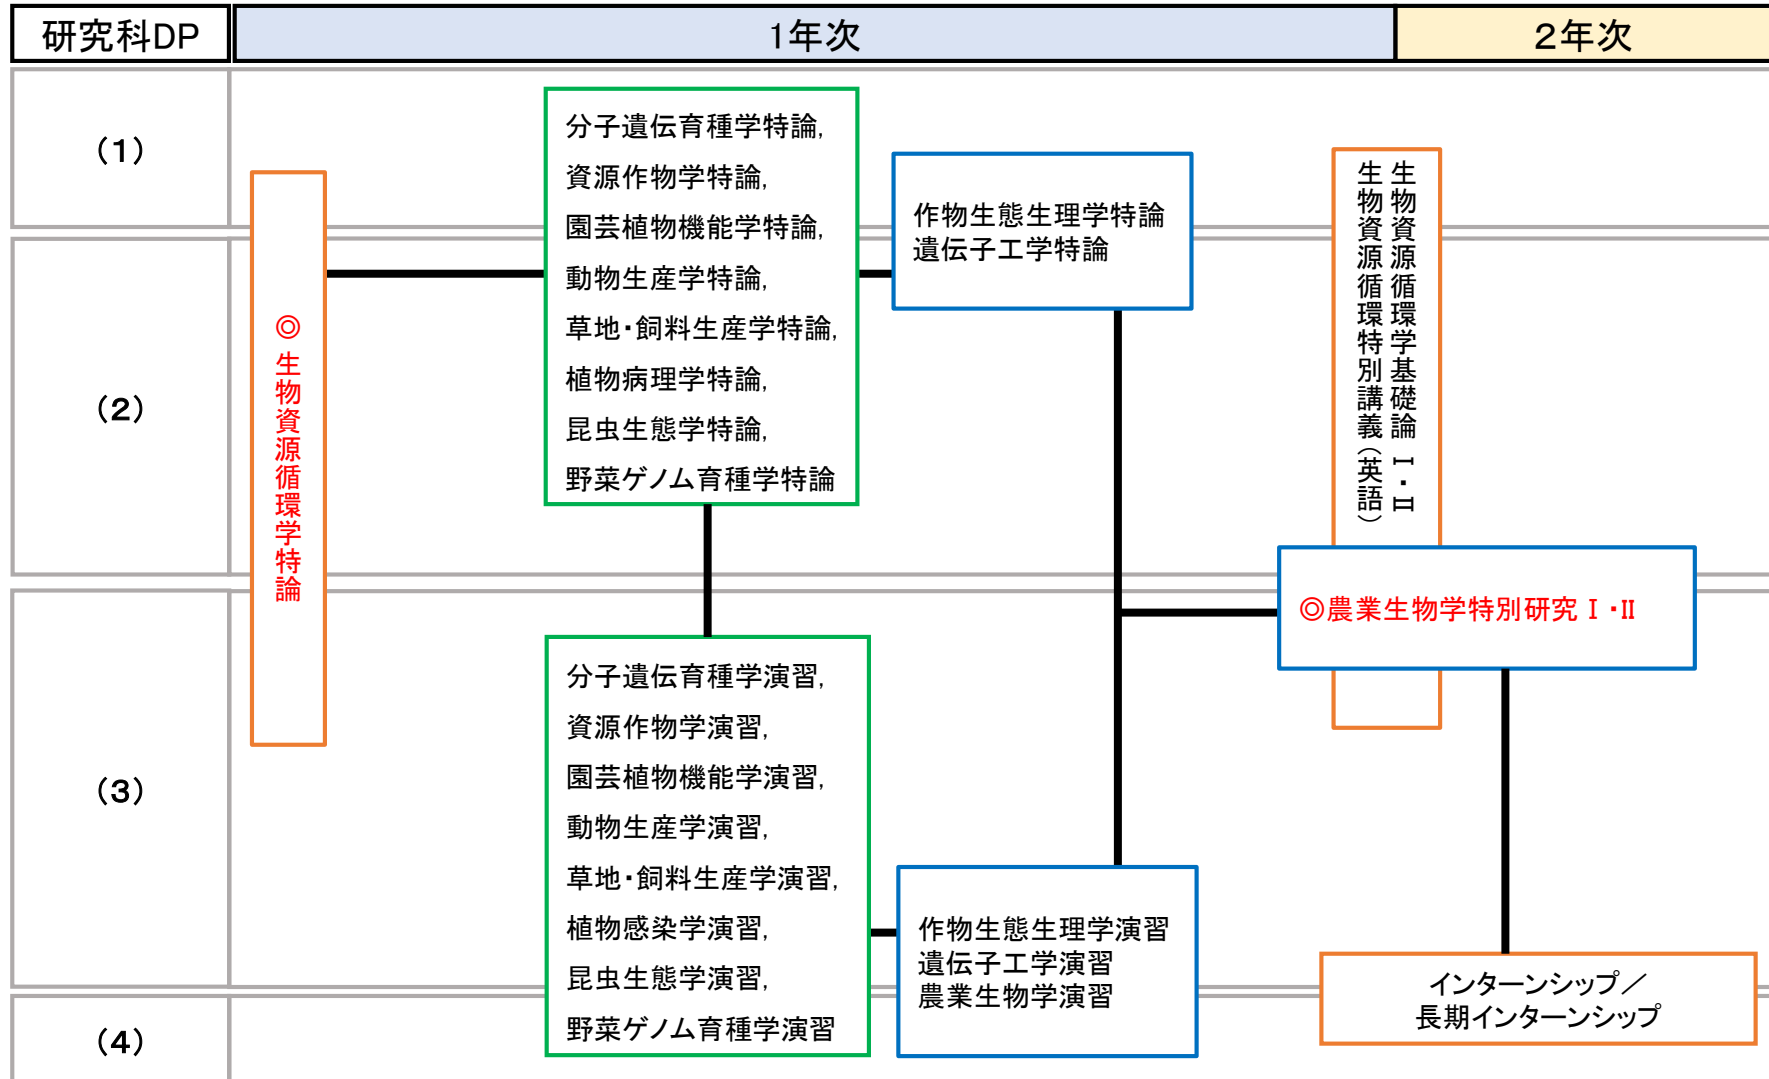 研究科DP
1年次
2年次
(1)
(2)
(3)
(4)
◎生物資源循環学特論
分子遺伝育種学特論,
資源作物学特論,
園芸植物機能学特論,
動物生産学特論,
草地・飼料生産学特論,
植物病理学特論,
昆虫生態学特論,
野菜ゲノム育種学特論
作物生態生理学特論
遺伝子工学特論
生物資源循環学基礎論 I・II
生物資源循環特別講義(英語)
◎農業生物学特別研究 I・II
分子遺伝育種学演習,
資源作物学演習,
園芸植物機能学演習,
動物生産学演習,
草地・飼料生産学演習,
植物感染学演習,
昆虫生態学演習,
野菜ゲノム育種学演習
作物生態生理学演習
遺伝子工学演習
農業生物学演習
インターンシップ/
長期インターンシップ